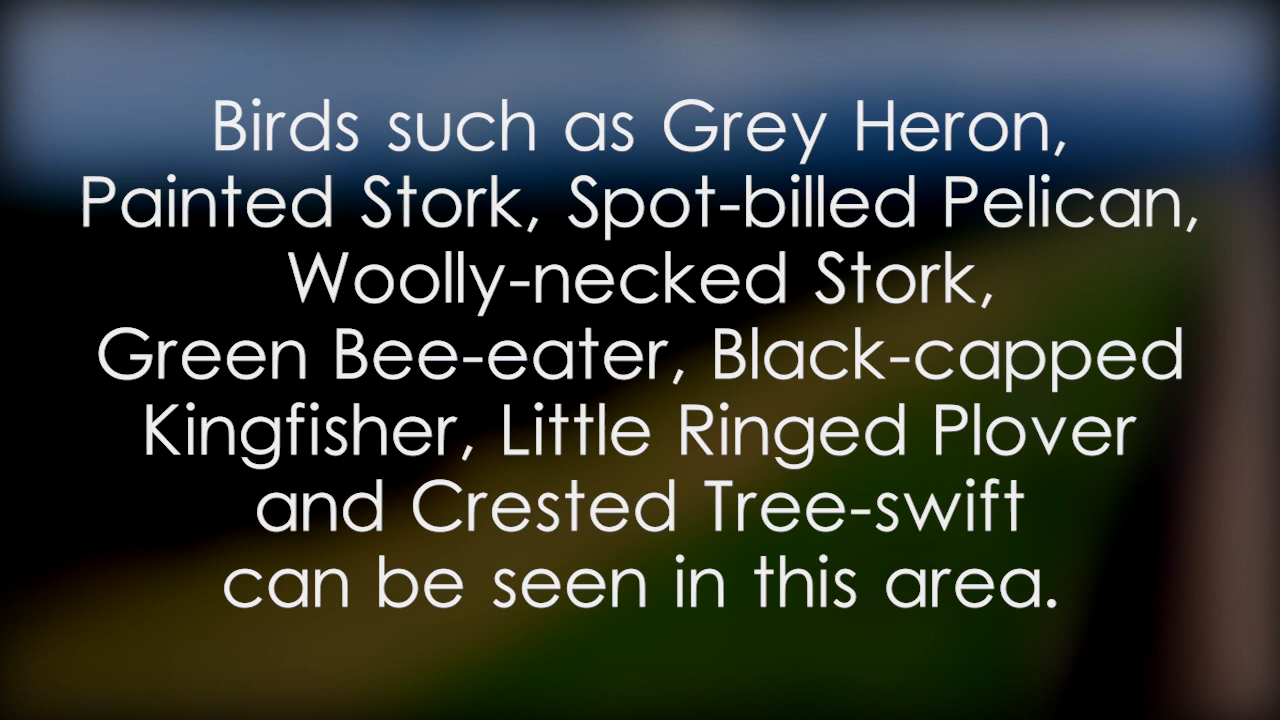 Birds such as Grey Heron,
Painted Stork, Spot-billed Pelican,
Woolly-necked Stork,
Green Bee-eater, Black-capped
Kingfisher, Little Ringed Plover
and Crested Tree-swift
can be seen in this area.